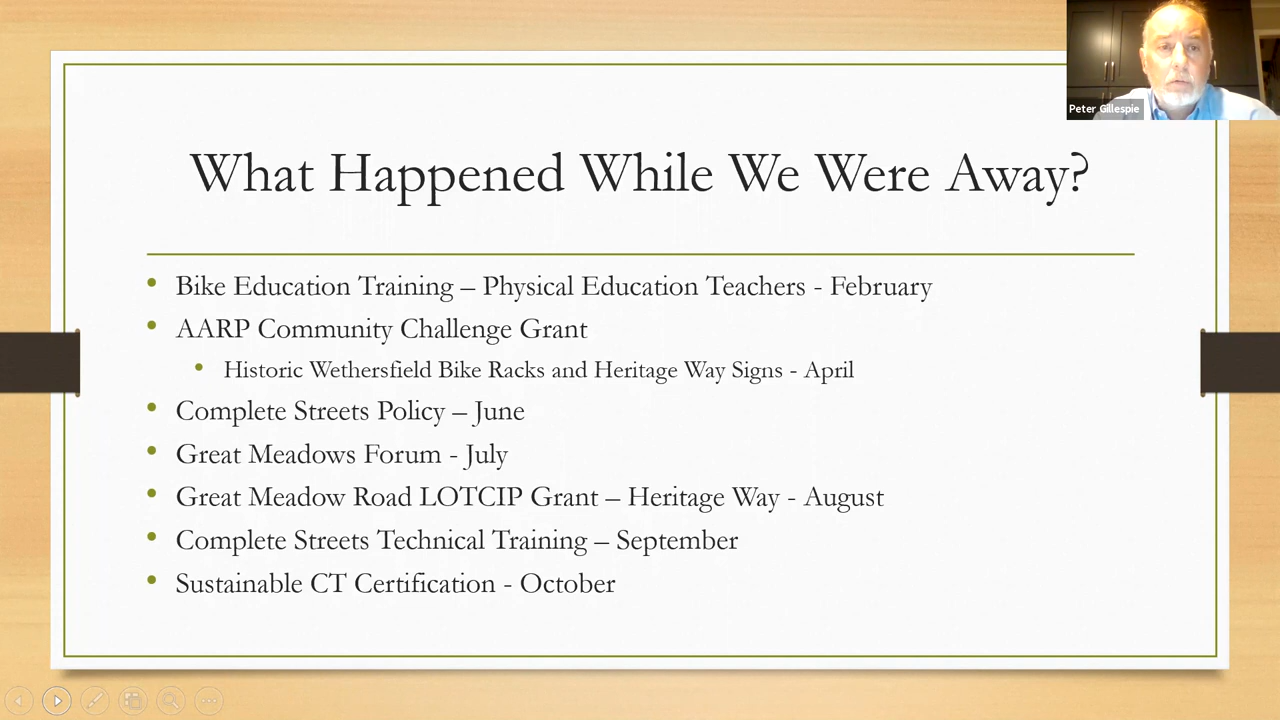 Peter Gillespie
What Happened While We Were Away?
• Bike Education Training – Physical Education Teachers - February
• AARP Community Challenge Grant
• Historic Wethersfield Bike Racks and Heritage Way Signs - April
• Complete Streets Policy – June
• Great Meadows Forum - July
• Great Meadow Road LOTCIP Grant – Heritage Way - August
• Complete Streets Technical Training – September
• Sustainable CT Certification - October